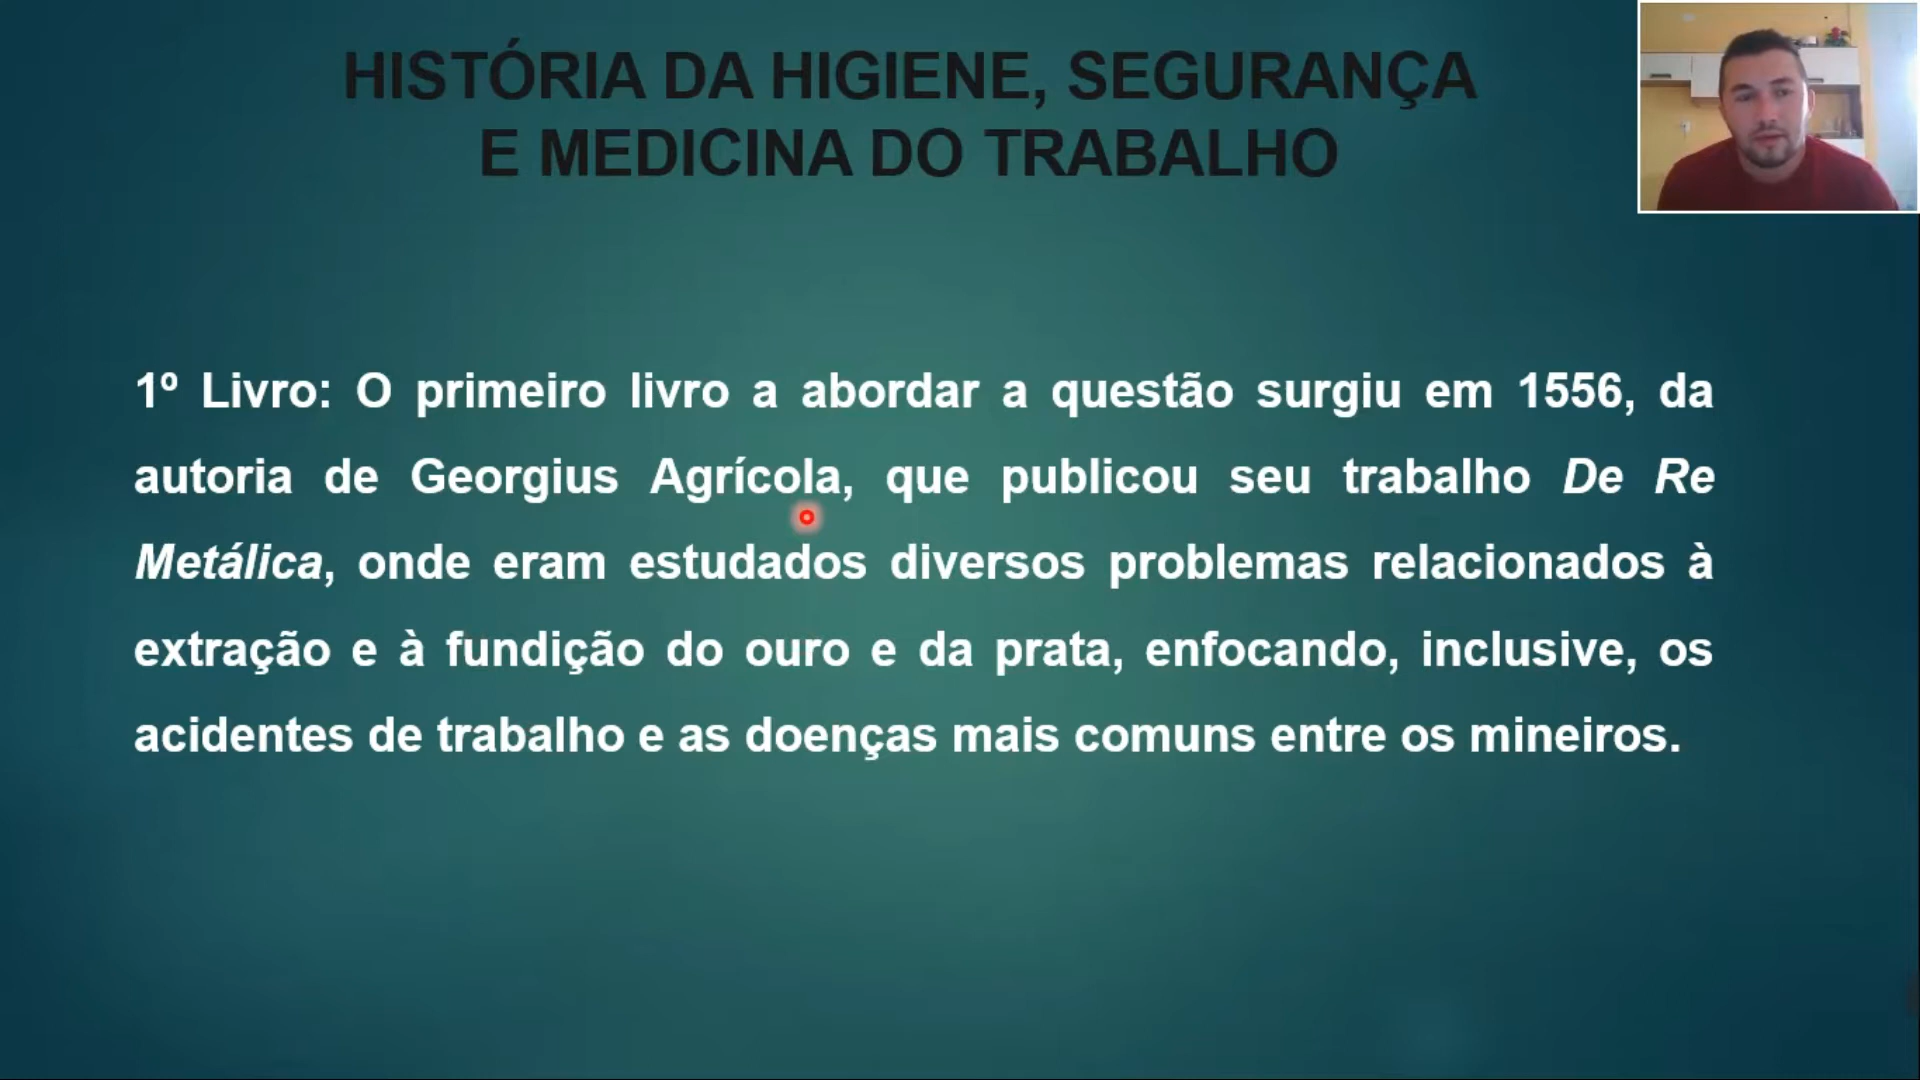 HISTÓRIA DA HIGIENE, SEGURANÇA
E MEDICINA DO TRABALHO
1º Livro: O primeiro livro a abordar a questão surgiu em 1556, da
autoria de Georgius Agrícola, que publicou seu trabalho De Re
Metálica, onde eram estudados diversos problemas relacionados à
extração e à fundição do ouro e da prata, enfocando, inclusive, os
acidentes de trabalho e as doenças mais comuns entre os mineiros.